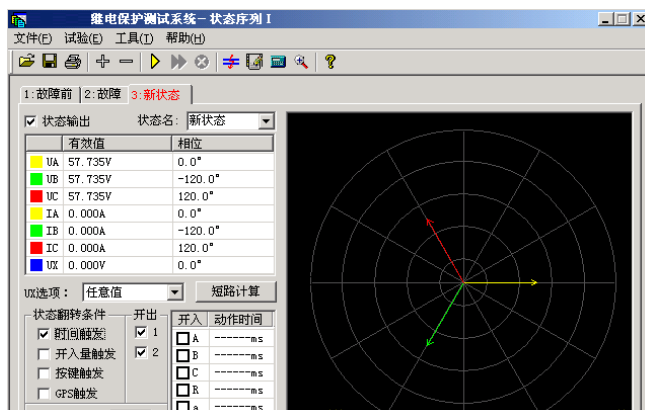 继电保护测试系统-状态序列 I
文件(F) 试验(E) 工具(T) 帮助(H)
1:故障前 2:故障 3:新状态
状态输出 状态名: 新状态
有效值 相位
UA 57.735V 0.0°
UB 57.735V -120.0°
UC 57.735V 120.0°
IA 0.000A 0.0°
IB 0.000A -120.0°
IC 0.000A 120.0°
UX 0.000V 0.0°
UX选项: 任意值 短路计算
状态翻转条件 开出 开入 动作时间
时间触发 1 A ------ms
开入量触发 2 B ------ms
按键触发 C ------ms
GPS触发 R ------ms
a ------ms